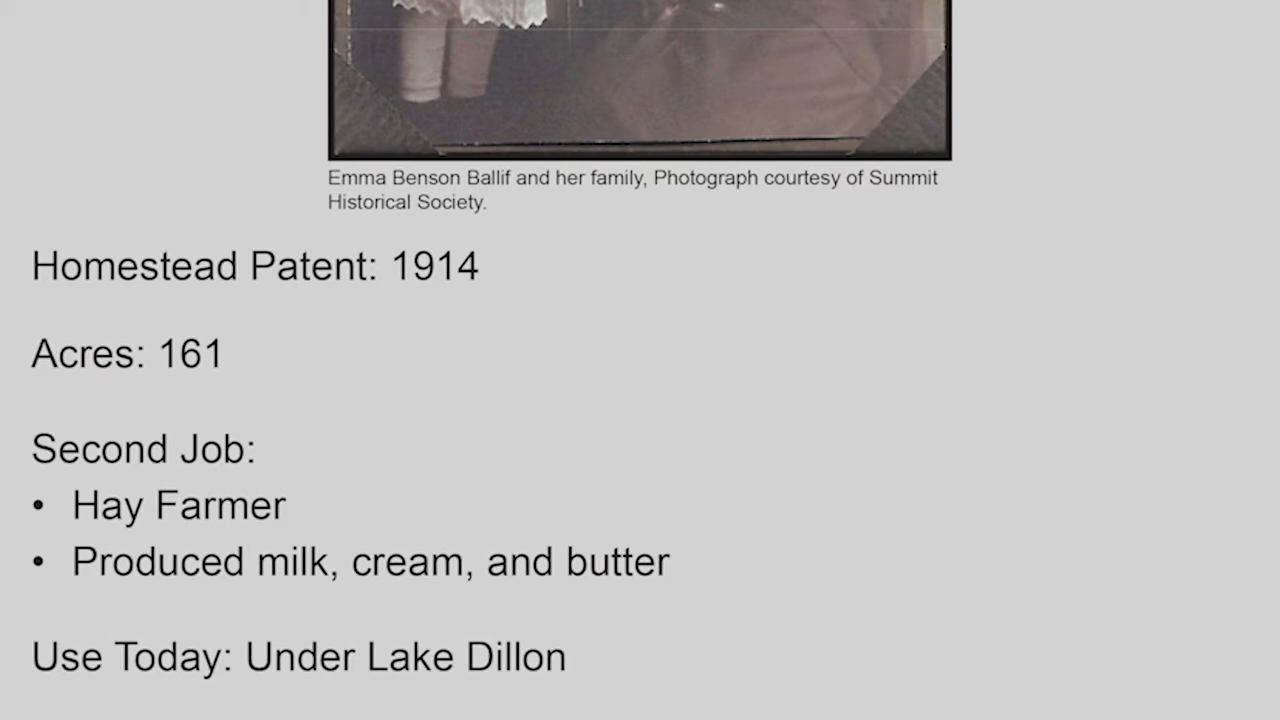 Emma Benson Ballif and her family, Photograph courtesy of Summit
Historical Society.
Homestead Patent: 1914
Acres: 161
Second Job:
• Hay Farmer
• Produced milk, cream, and butter
Use Today: Under Lake Dillon